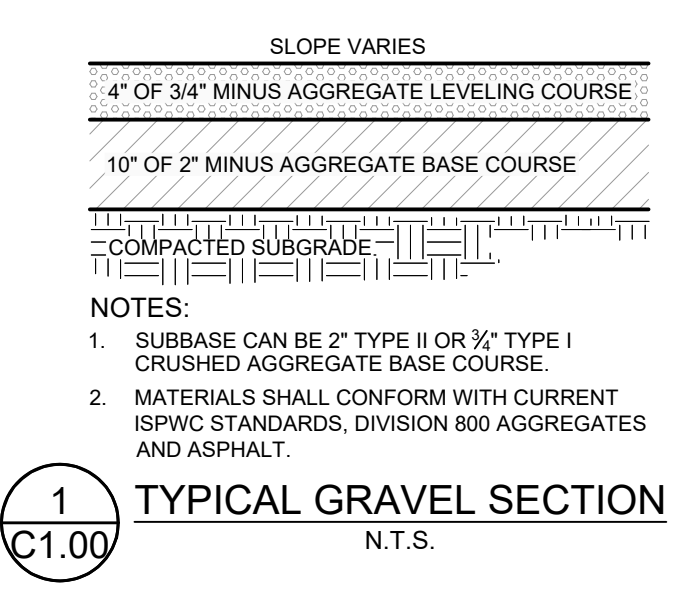 SLOPE VARIES
4" OF 3/4" MINUS AGGREGATE LEVELING COURSE
10" OF 2" MINUS AGGREGATE BASE COURSE
COMPACTED SUBGRADE.
NOTES:
1. SUBBASE CAN BE 2" TYPE II OR ¾" TYPE I
CRUSHED AGGREGATE BASE COURSE.
2. MATERIALS SHALL CONFORM WITH CURRENT
ISPWC STANDARDS, DIVISION 800 AGGREGATES
AND ASPHALT.
1
C1.00
TYPICAL GRAVEL SECTION
N.T.S.